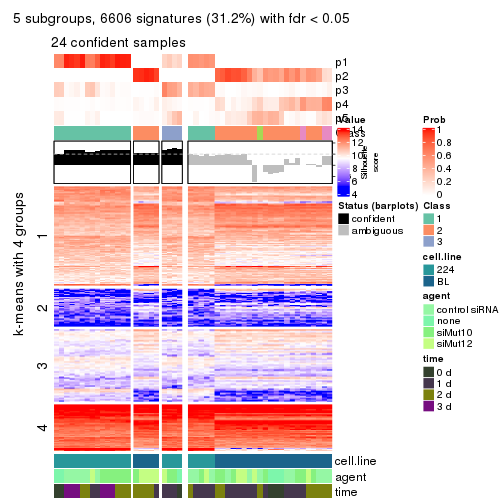 5 subgroups, 6606 signatures (31.2%) with fdr < 0.05
24 confident samples
p1
p2
p3
p4
p5
Value
14
12
10
8
6
4
Class
Silhouette
score
Prob
1
0.8
0.6
0.4
0.2
0
Status (barplots)
confident
ambiguous
Class
1
2
3
cell.line
224
BL
agent
control siRNA
none
siMut10
siMut12
time
0 d
1 d
2 d
3 d
k-means with 4 groups
1
2
3
4
cell.line
agent
time